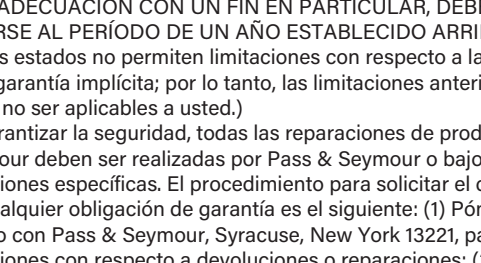 ADECUACIÓN CON UN FIN EN PARTICULAR, DEB
RSE AL PERÍODO DE UN AÑO ESTABLECIDO ARRI
s estados no permiten limitaciones con respecto a la
garantía implícita; por lo tanto, las limitaciones anteri
no ser aplicables a usted.)
rantizar la seguridad, todas las reparaciones de prod
our deben ser realizadas por Pass & Seymour o bajo
iones específicas. El procedimiento para solicitar el
alquier obligación de garantía es el siguiente: (1) Pón
o con Pass & Seymour, Syracuse, New York 13221, pa
iones con respecto a devoluciones o reparaciones; (